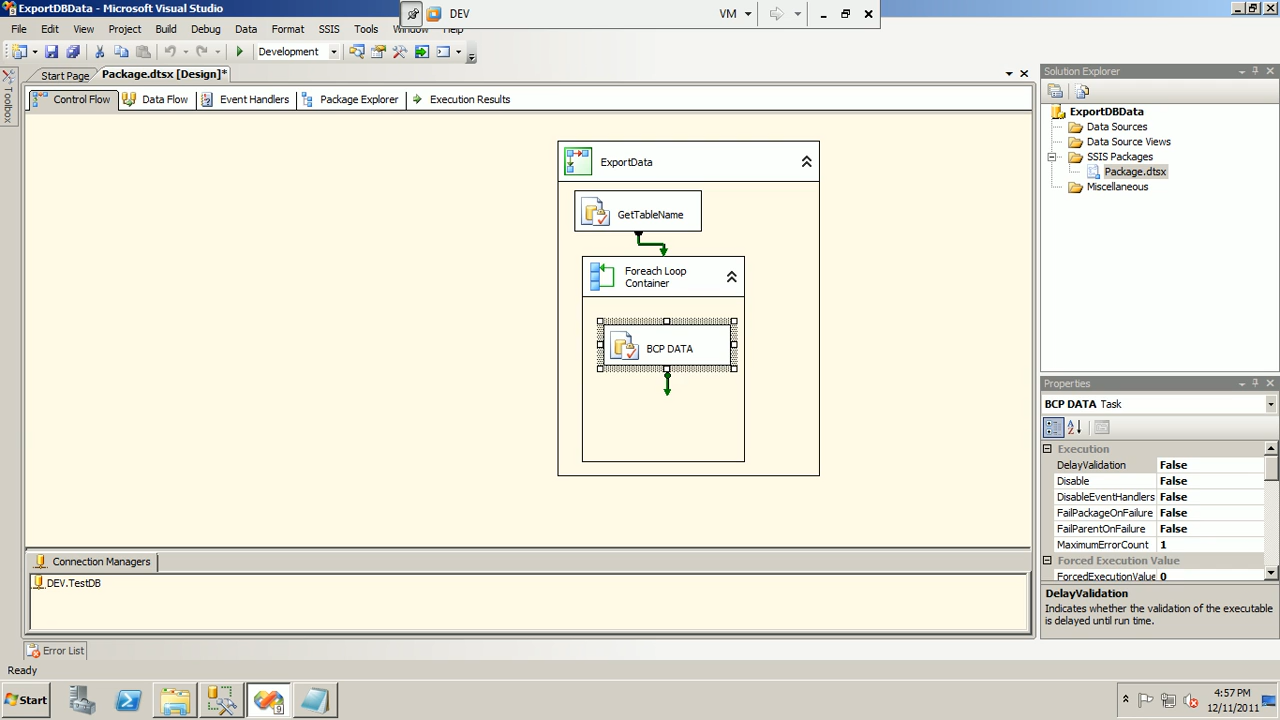 ExportDBData - Microsoft Visual Studio
DEV
VM
File Edit View Project Build Debug Data Format SSIS Tools Window Help
Development
Toolbox
Start Page
Package.dtsx [Design]*
Control Flow
Data Flow
Event Handlers
Package Explorer
Execution Results
ExportData
GetTableName
Foreach Loop
Container
BCP DATA
Connection Managers
DEV.TestDB
Error List
Ready
Solution Explorer
ExportDBData
Data Sources
Data Source Views
SSIS Packages
Package.dtsx
Miscellaneous
Properties
BCP DATA Task
Execution
DelayValidation False
Disable False
DisableEventHandlers False
FailPackageOnFailure False
FailParentOnFailure False
MaximumErrorCount 1
Forced Execution Value
ForcedExecutionValue 0
DelayValidation
Indicates whether the validation of the executable
is delayed until run time.
Start
4:57 PM
12/11/2011